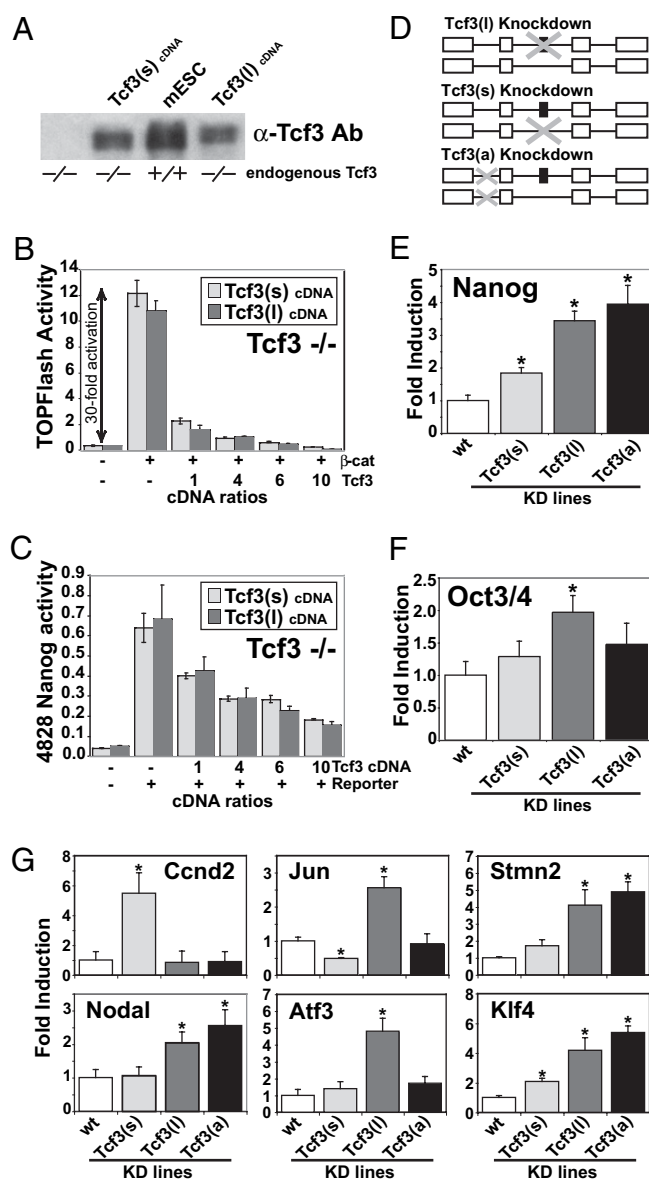 A
Tcf3(s) cDNA
mESC
Tcf3(l) cDNA
α-Tcf3 Ab
–/– –/– +/+ –/– endogenous Tcf3
B
TOPFlash Activity
14
12
10
8
6
4
2
0
30-fold activation
Tcf3(s) cDNA
Tcf3(l) cDNA
Tcf3 -/-
- + + + + + β-cat
- - 1 4 6 10 Tcf3
cDNA ratios
C
4828 Nanog activity
0.9
0.8
0.7
0.6
0.5
0.4
0.3
0.2
0.1
0.0
Tcf3(s) cDNA
Tcf3(l) cDNA
Tcf3 -/-
- - 1 4 6 10 Tcf3 cDNA
- + + + + + Reporter
cDNA ratios
D
Tcf3(l) Knockdown
Tcf3(s) Knockdown
Tcf3(a) Knockdown
E
Nanog
Fold Induction
5
4
3
2
1
0
* * *
wt Tcf3(s) Tcf3(l) Tcf3(a)
KD lines
F
Oct3/4
Fold Induction
2.5
2.0
1.5
1.0
0.5
0.0
*
wt Tcf3(s) Tcf3(l) Tcf3(a)
KD lines
G
Fold Induction
Ccnd2
8
6
4
2
0
*
Jun
3
2
1
0
* *
Stmn2
6
5
4
3
2
1
0
* *
Nodal
3
2
1
0
* *
wt Tcf3(s) Tcf3(l) Tcf3(a)
KD lines
Atf3
7
6
5
4
3
2
1
0
*
wt Tcf3(s) Tcf3(l) Tcf3(a)
KD lines
Klf4
8
6
4
2
0
* * *
wt Tcf3(s) Tcf3(l) Tcf3(a)
KD lines